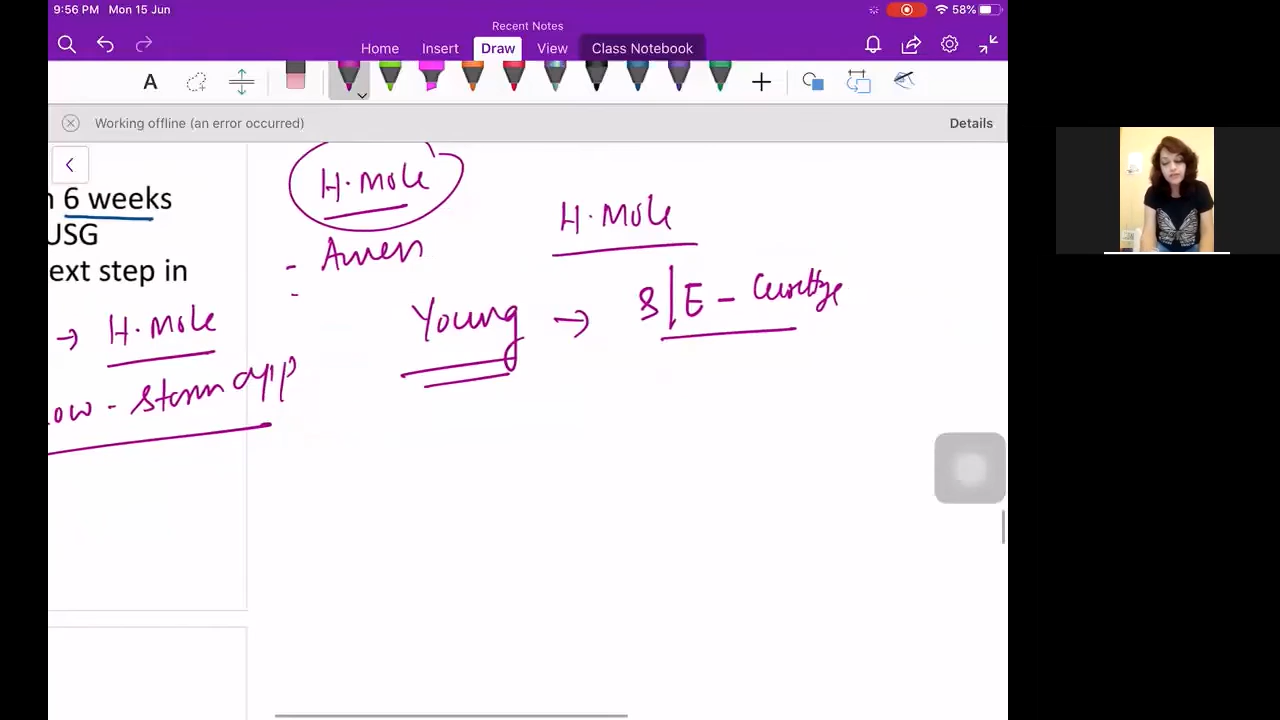 9:56 PM Mon 15 Jun
58%
Recent Notes
Home Insert Draw View Class Notebook
A
Working offline (an error occurred) Details
n 6 weeks
USG
ext step in
→ H.Mole
ow - storm app
H.Mole
- Amen
-
H.Mole
Young → S|E - Curettage